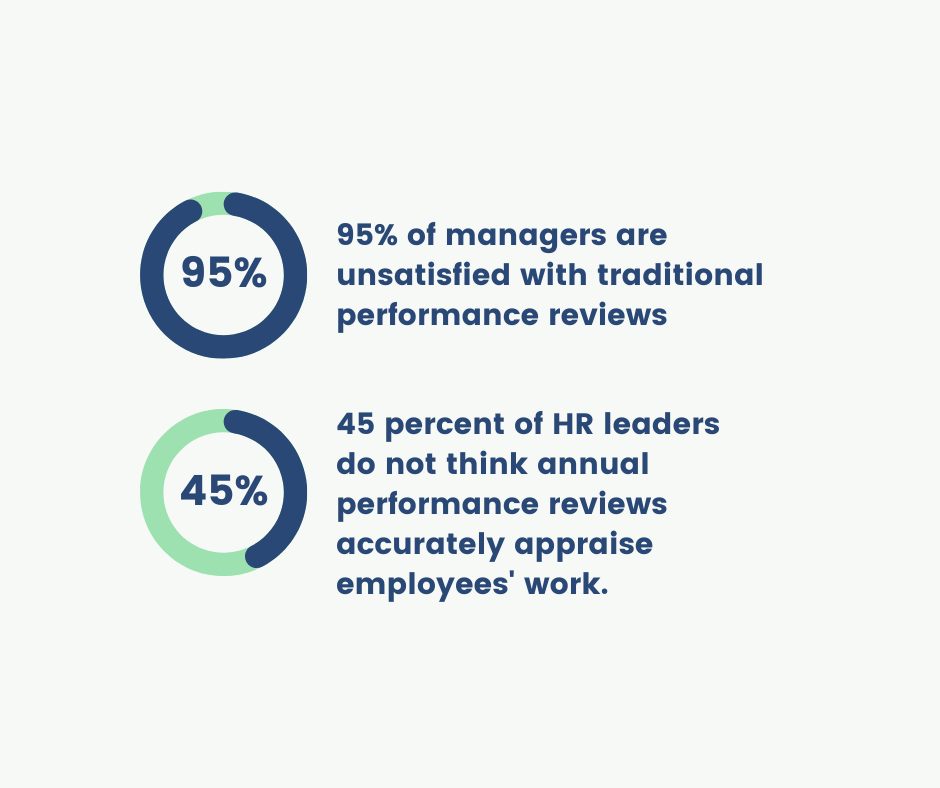 95%
95% of managers are
unsatisfied with traditional
performance reviews
45%
45 percent of HR leaders
do not think annual
performance reviews
accurately appraise
employees' work.